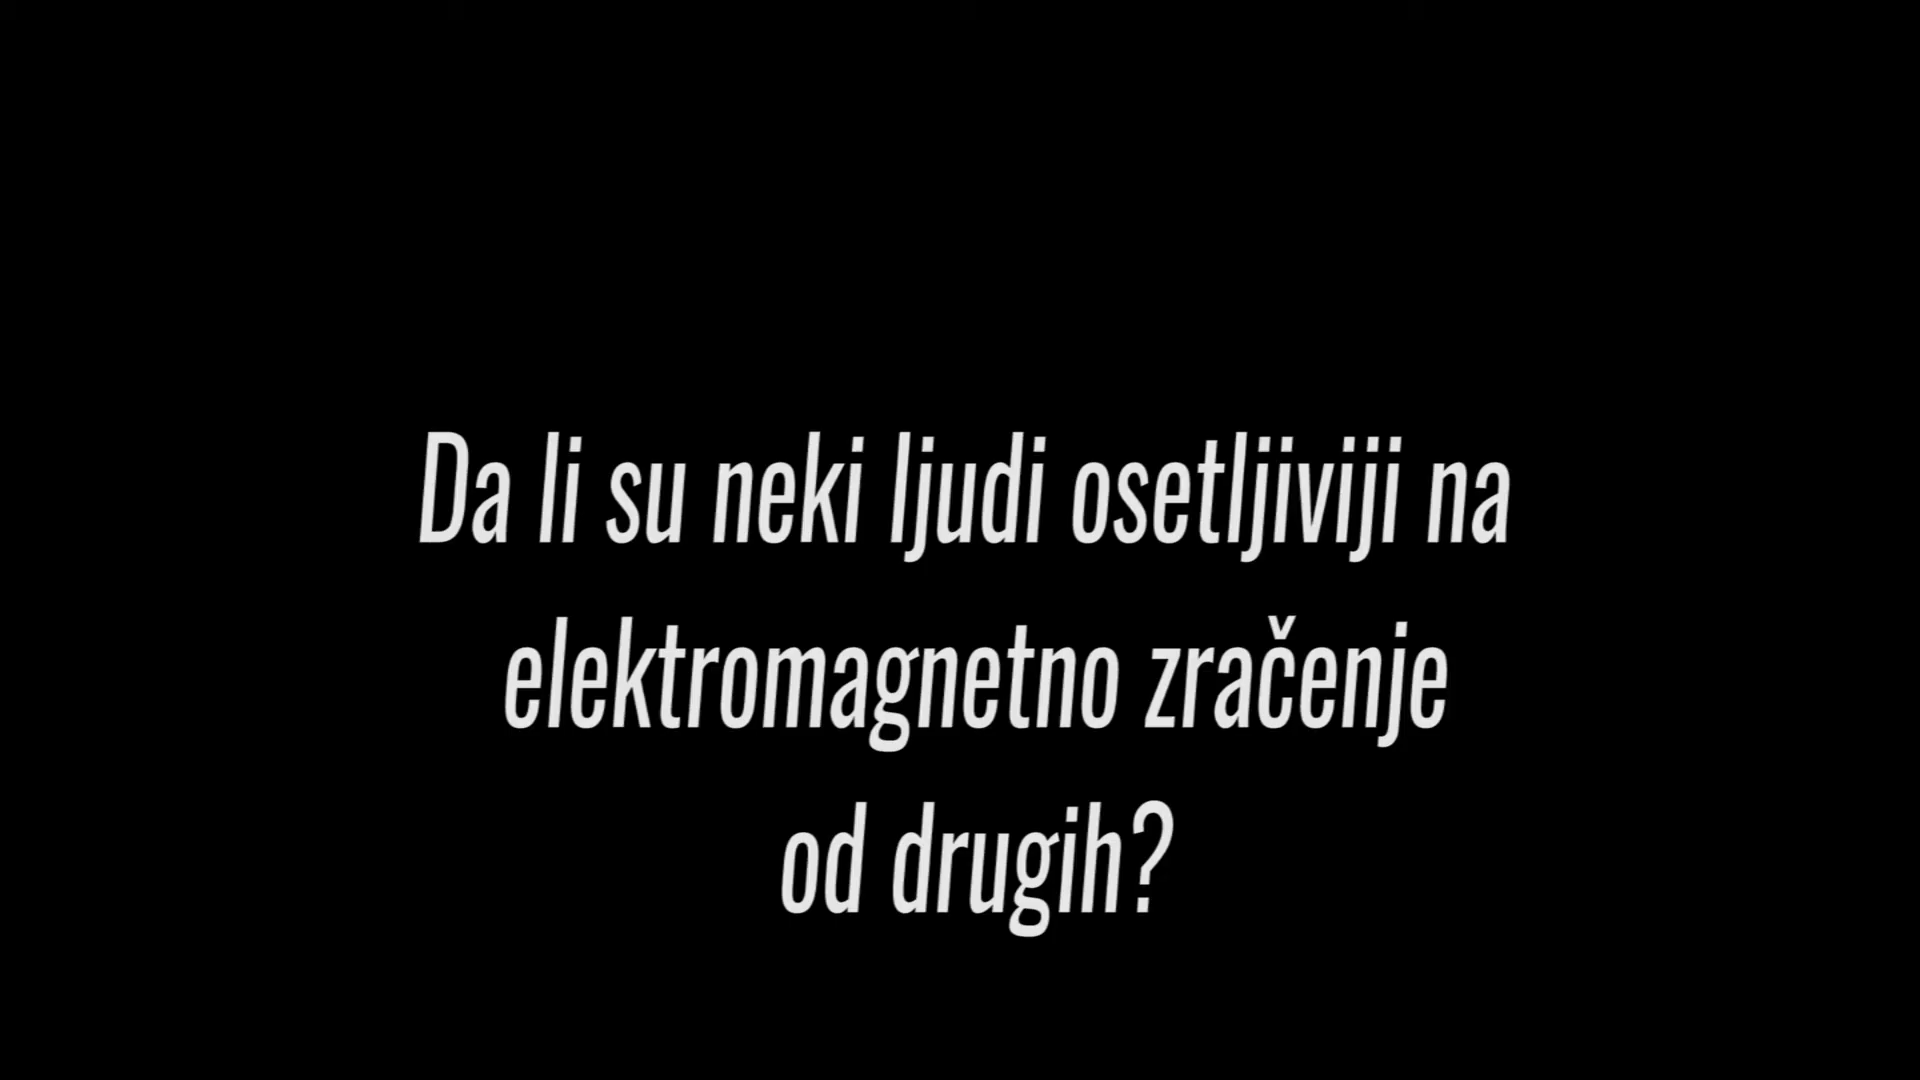 Da li su neki ljudi osetljiviji na
elektromagnetno zračenje
od drugih?